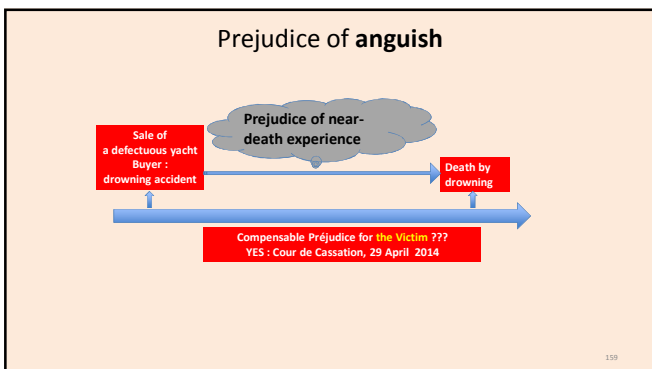 Prejudice of anguish
Prejudice of near-
death experience
Sale of
a defectuous yacht
Buyer :
drowning accident
Death by
drowning
Compensable Préjudice for the Victim ???
YES : Cour de Cassation, 29 April 2014
159